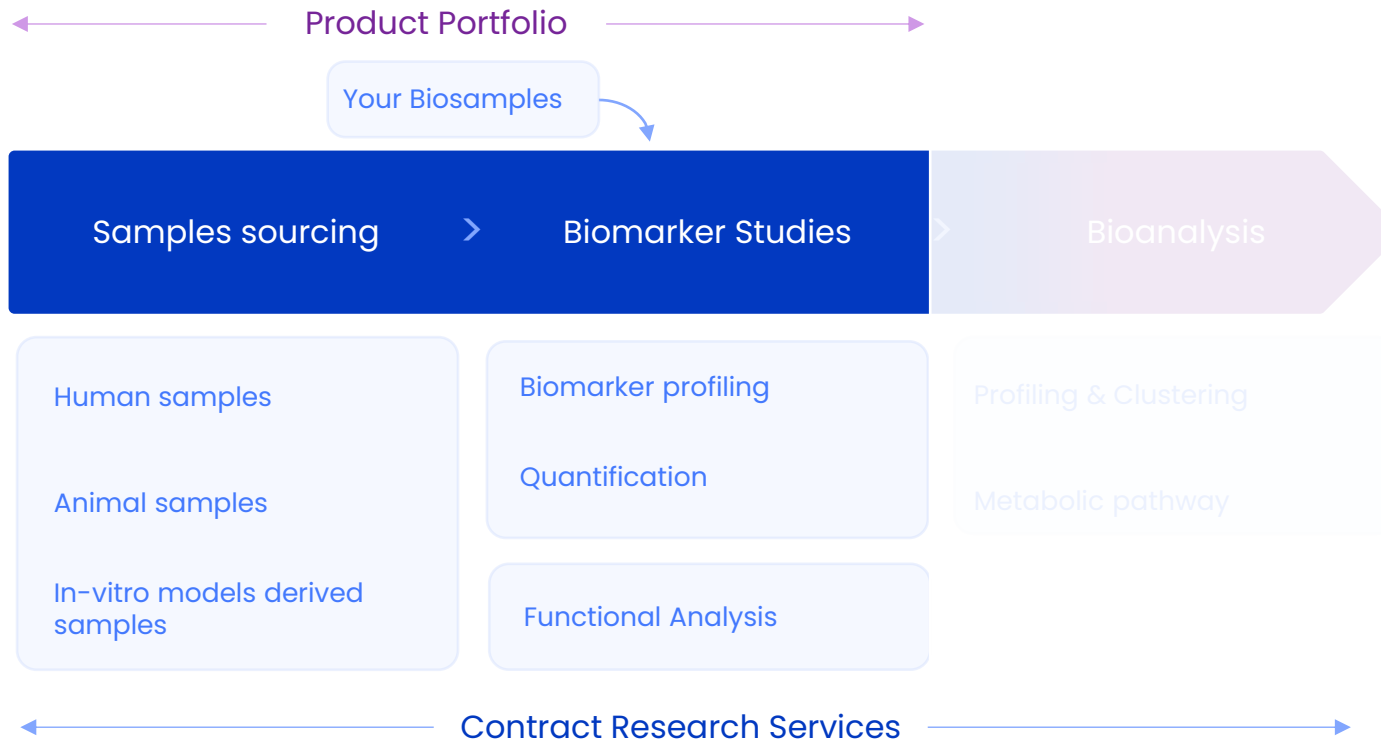 Product Portfolio
Your Biosamples
Samples sourcing
Biomarker Studies
Bioanalysis
Human samples
Animal samples
In-vitro models derived
samples
Biomarker profiling
Quantification
Functional Analysis
Profiling & Clustering
Metabolic pathway
Contract Research Services